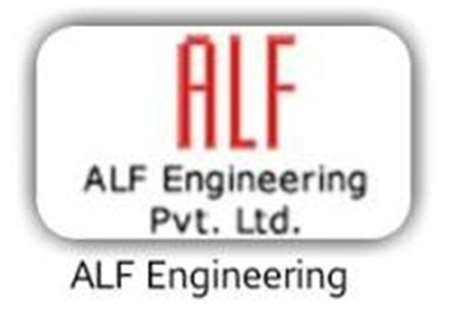 ALF
ALF Engineering
Pvt. Ltd.
ALF Engineering